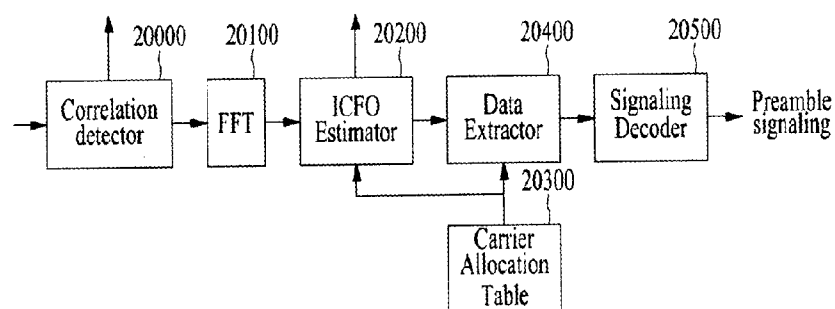 20000
20100
20200
20400
20500
Correlation
detector
FFT
ICFO
Estimator
Data
Extractor
Signaling
Decoder
Preamble
signaling
20300
Carrier
Allocation
Table